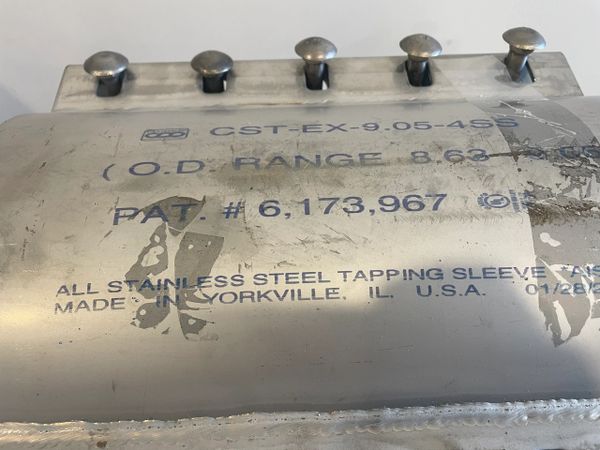 CST-EX-9.05-4SS
(O.D RANGE 8.63
PAT. # 6,173,967
ALL STAINLESS STEEL TAPPING SLEEVE
MADE IN YORKVILLE, IL. U.S.A. 01/28/